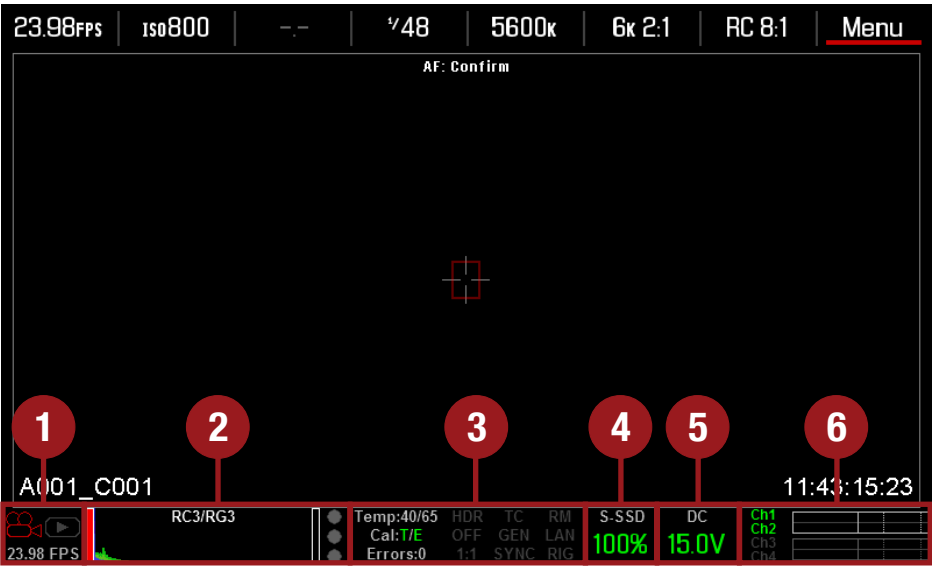 23.98FPS ISO800 -.- 1/48 5600K 6K 2:1 RC 8:1 Menu
AF: Confirm
1 2 3 4 5 6
A001_C001 11:43:15:23
RC3/RG3 Temp:40/65 HDR TC RM S-SSD DC Ch1
Cal:T/E OFF GEN LAN 100% 15.0V Ch2
23.98 FPS Errors:0 1:1 SYNC RIG Ch3
Ch4